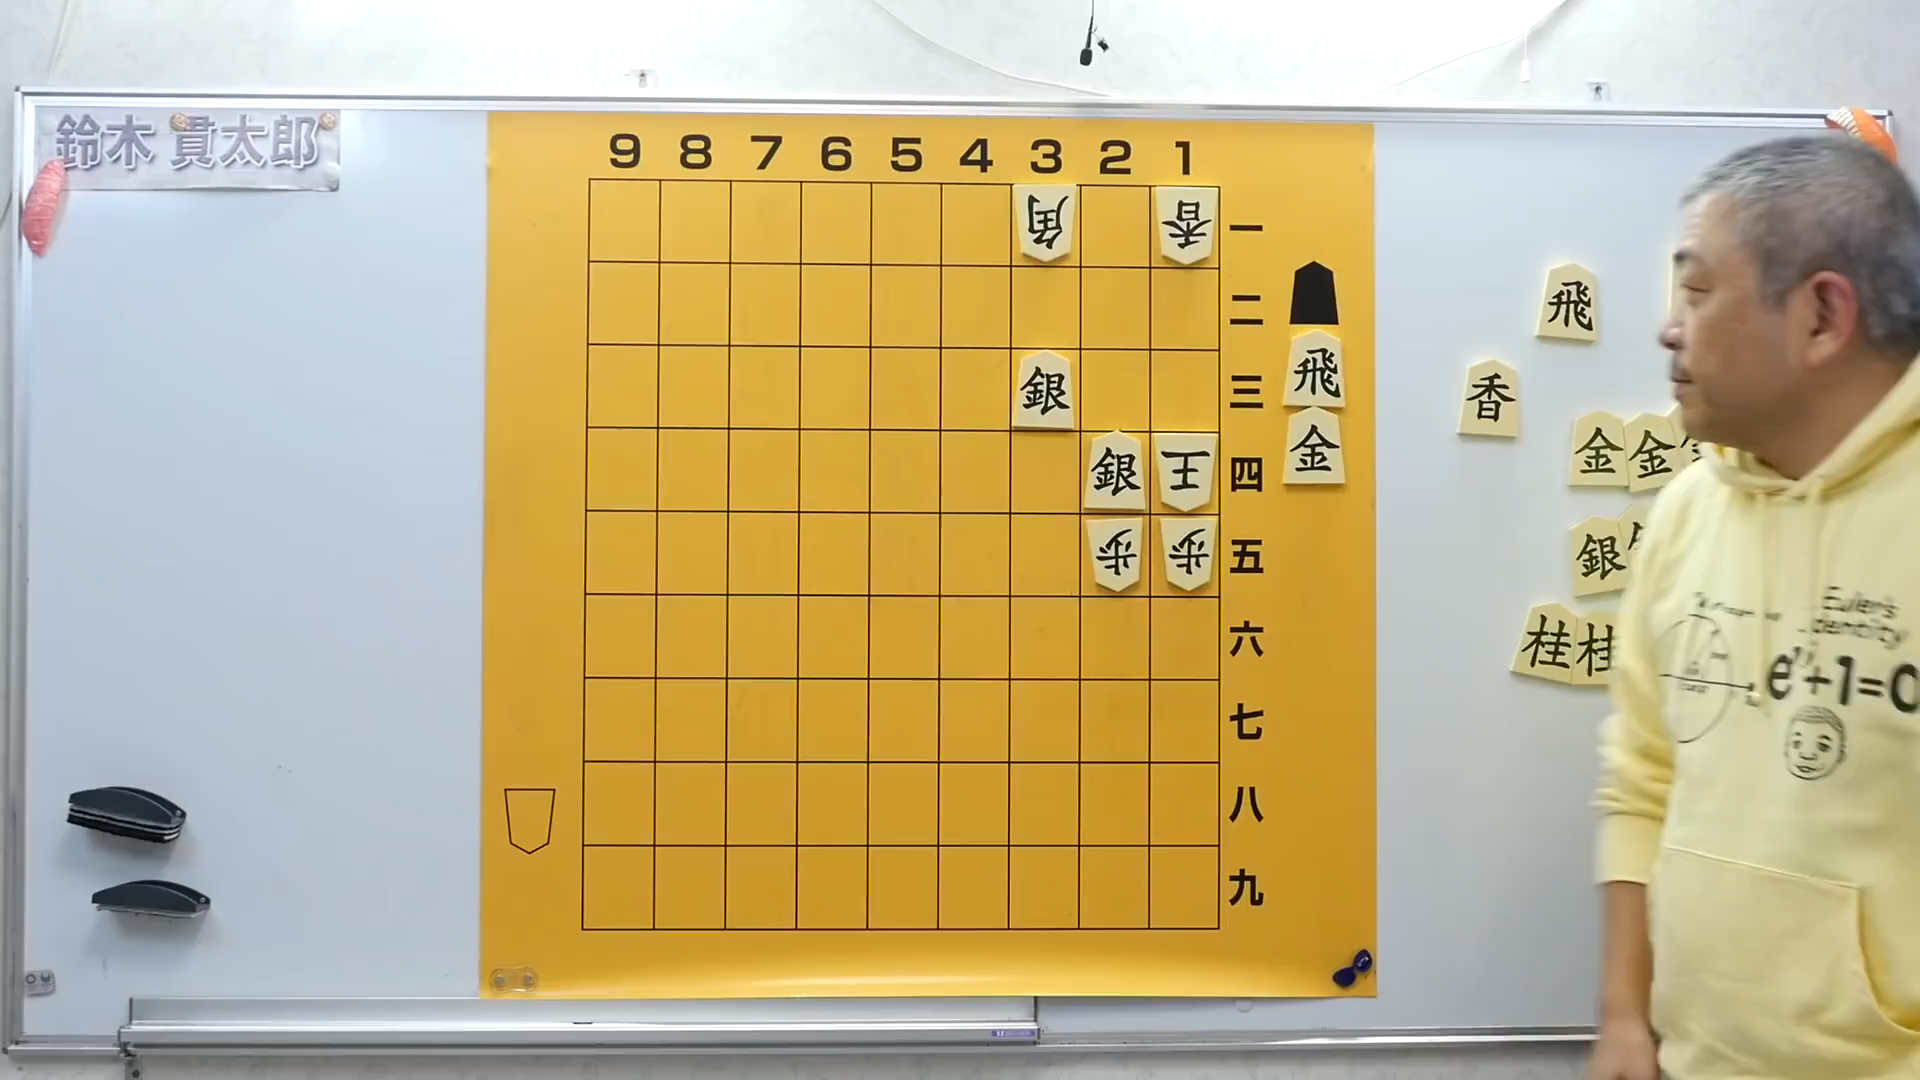 鈴木 貫太郎
9 8 7 6 5 4 3 2 1
角 香 一
二
銀 三
銀 王 四
歩 歩 五
六
七
八
九
飛
金
飛
香
金 金
銀
桂 桂
Euler's
identity
+1=0